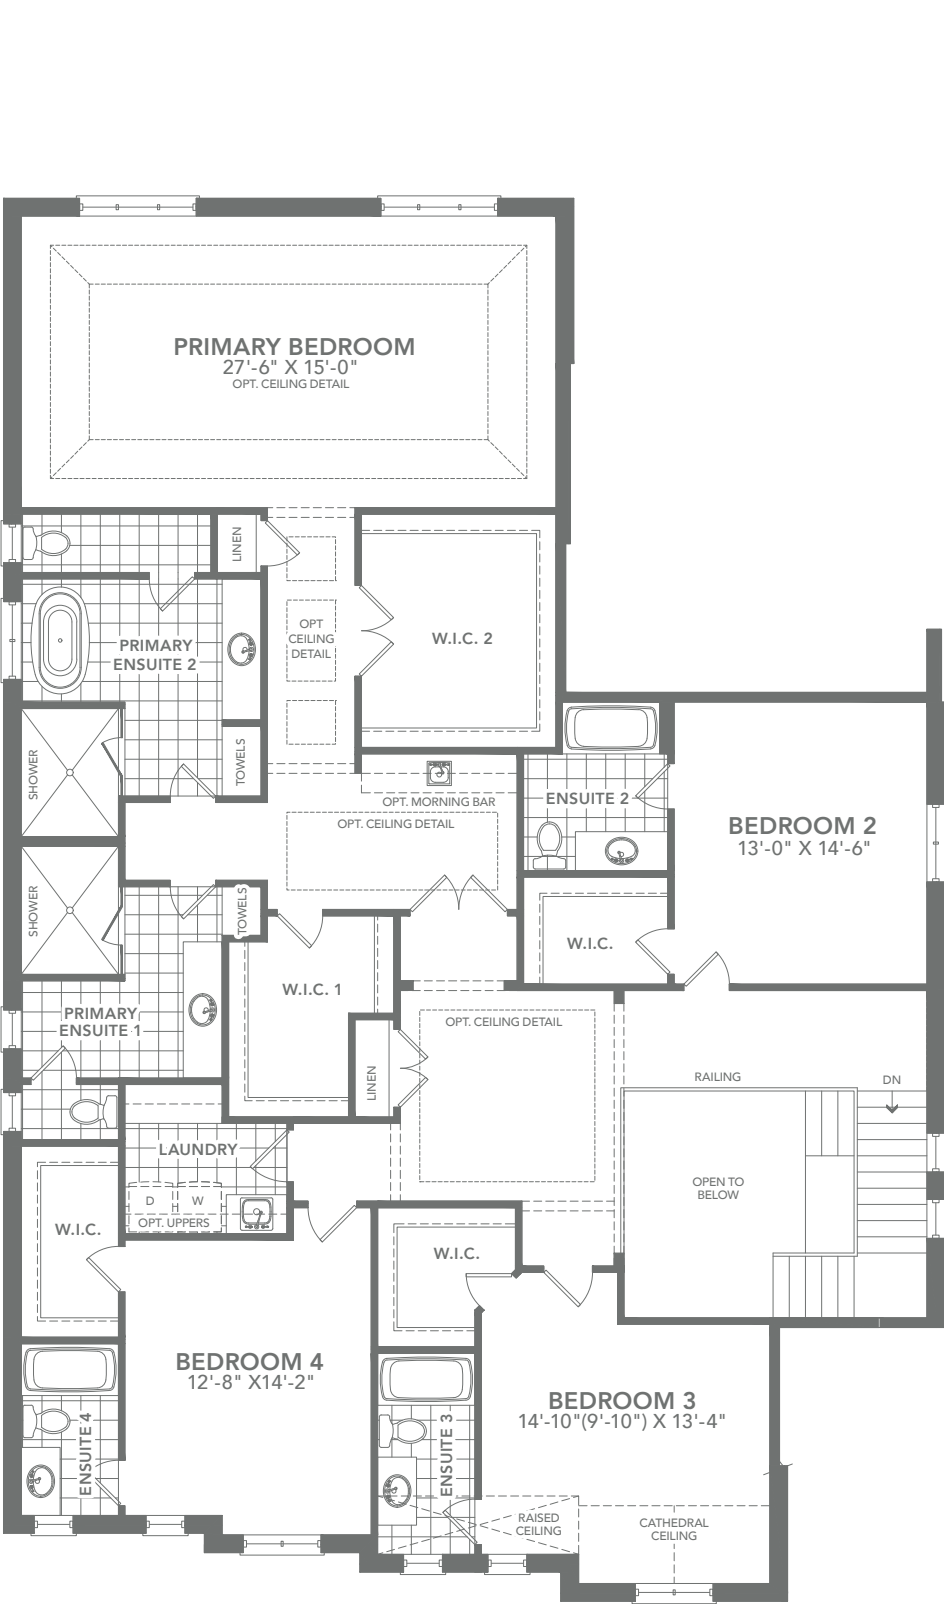 PRIMARY BEDROOM
27'-6" X 15'-0"
OPT. CEILING DETAIL
LINEN
OPT
CEILING
DETAIL
W.I.C. 2
PRIMARY
ENSUITE 2
TOWELS
SHOWER
OPT. MORNING BAR
OPT. CEILING DETAIL
ENSUITE 2
BEDROOM 2
13'-0" X 14'-6"
SHOWER
TOWELS
W.I.C.
W.I.C. 1
PRIMARY
ENSUITE 1
OPT. CEILING DETAIL
LINEN
RAILING
DN
LAUNDRY
D
W
OPT. UPPERS
OPEN TO
BELOW
W.I.C.
W.I.C.
BEDROOM 4
12'-8" X14'-2"
ENSUITE 4
ENSUITE 3
BEDROOM 3
14'-10"(9'-10") X 13'-4"
RAISED
CEILING
CATHEDRAL
CEILING